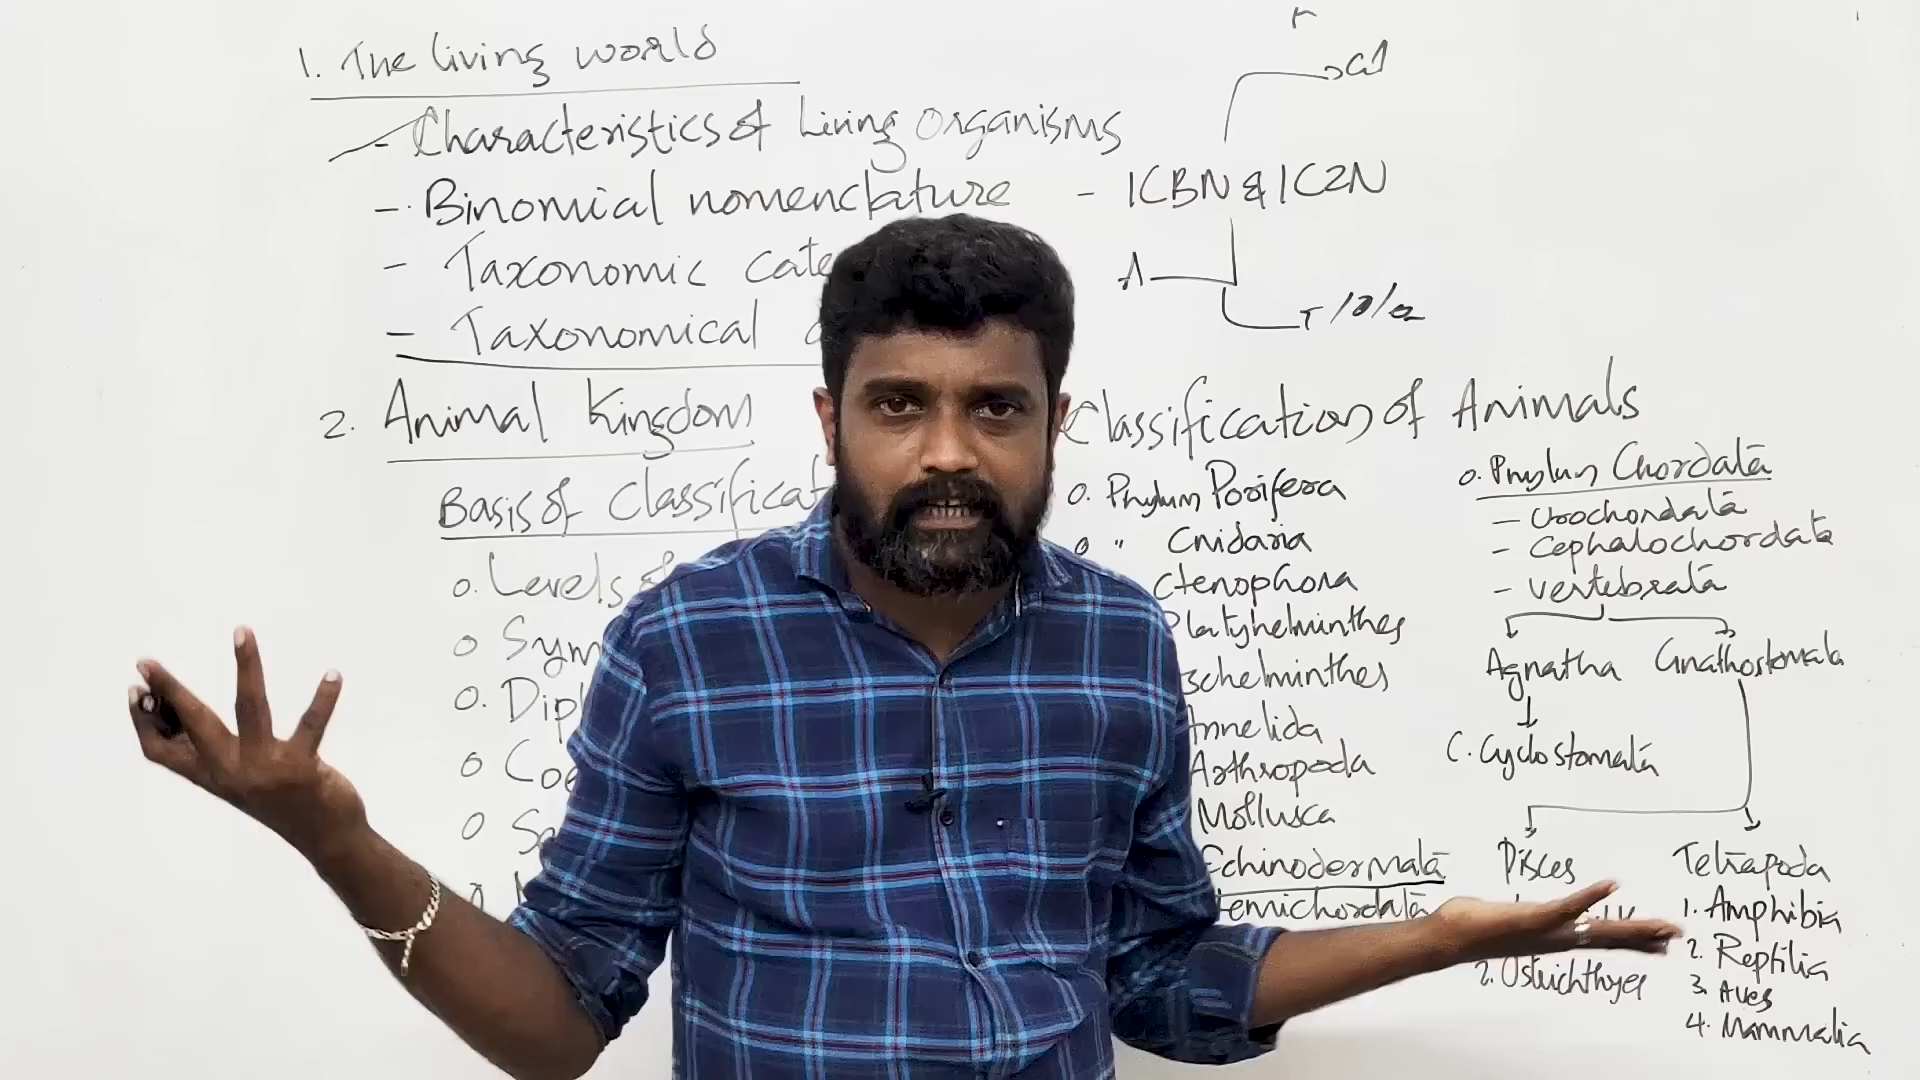 1. The living world
- Characteristics of Living Organisms
- Binomial nomenclature - ICBN & ICZN
- Taxonomic cate
- Taxonomical
2. Animal Kingdom
Basis of Classificat
o. Levels of
o Sym
o. Dipl
o Coe
Classification of Animals
o. Phylum Porifera
o " Cnidaria
Ctenophora
Platyhelminthes
schelminthes
Annelida
Arthropoda
Mollusca
Echinodermata
Hemichordata
o. Phylum Chordata
- Urochordata
- Cephalochordata
- Vertebrata
Agnatha Gnathostomata
C. Cyclostomata
Pisces Tetrapoda
2. Osteichthyes
1. Amphibia
2. Reptilia
3. Aves
4. Mammalia